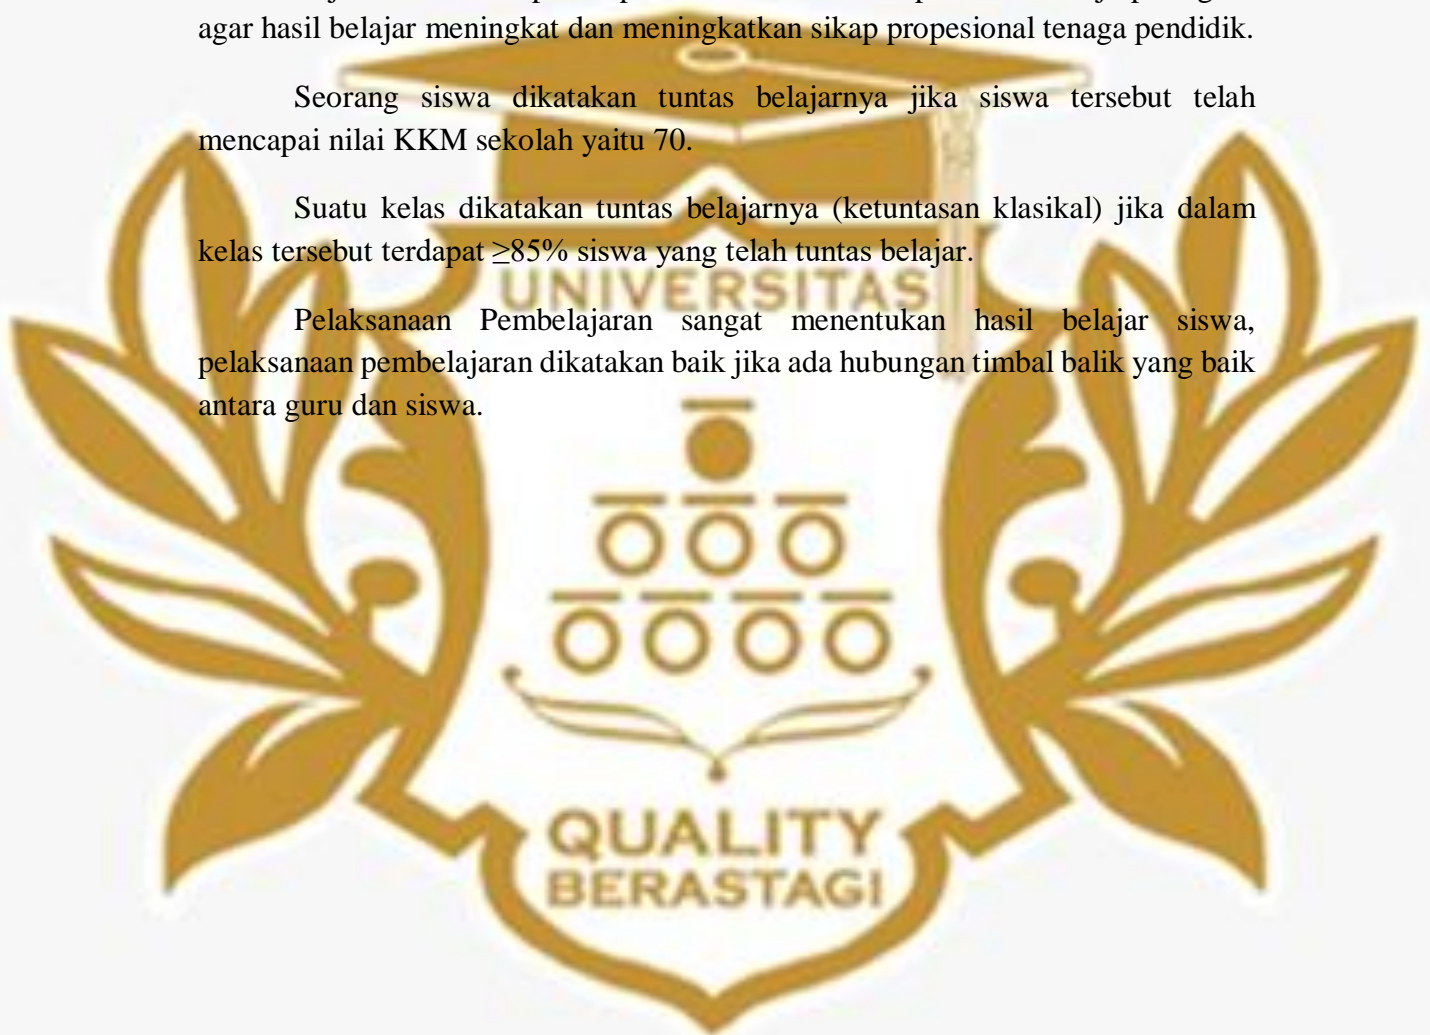 agar hasil belajar meningkat dan meningkatkan sikap propesional tenaga pendidik.
Seorang siswa dikatakan tuntas belajarnya jika siswa tersebut telah
mencapai nilai KKM sekolah yaitu 70.
Suatu kelas dikatakan tuntas belajarnya (ketuntasan klasikal) jika dalam
kelas tersebut terdapat ≥85% siswa yang telah tuntas belajar.
UNIVERSITAS
Pelaksanaan Pembelajaran sangat menentukan hasil belajar siswa,
pelaksanaan pembelajaran dikatakan baik jika ada hubungan timbal balik yang baik
antara guru dan siswa.
QUALITY
BERASTAGI